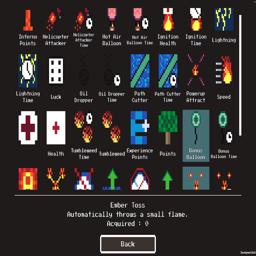 Inferno Points
Helicopter Attacker
Helicopter Attacker Time
Hot Air Balloon
Hot Air Balloon Time
Ignition Health
Ignition Time
Lightning
Lightning Time
Luck
Oil Dropper
Oil Dropper Time
Path Cutter
Path Cutter Time
Powerup Attract
Speed
Health
Tumbleweed Time
Tumbleweed
Experience Points
Points
Bonus Balloon
Bonus Balloon Time
Ember Toss
Automatically throws a small flame.
Acquired : 0
Back